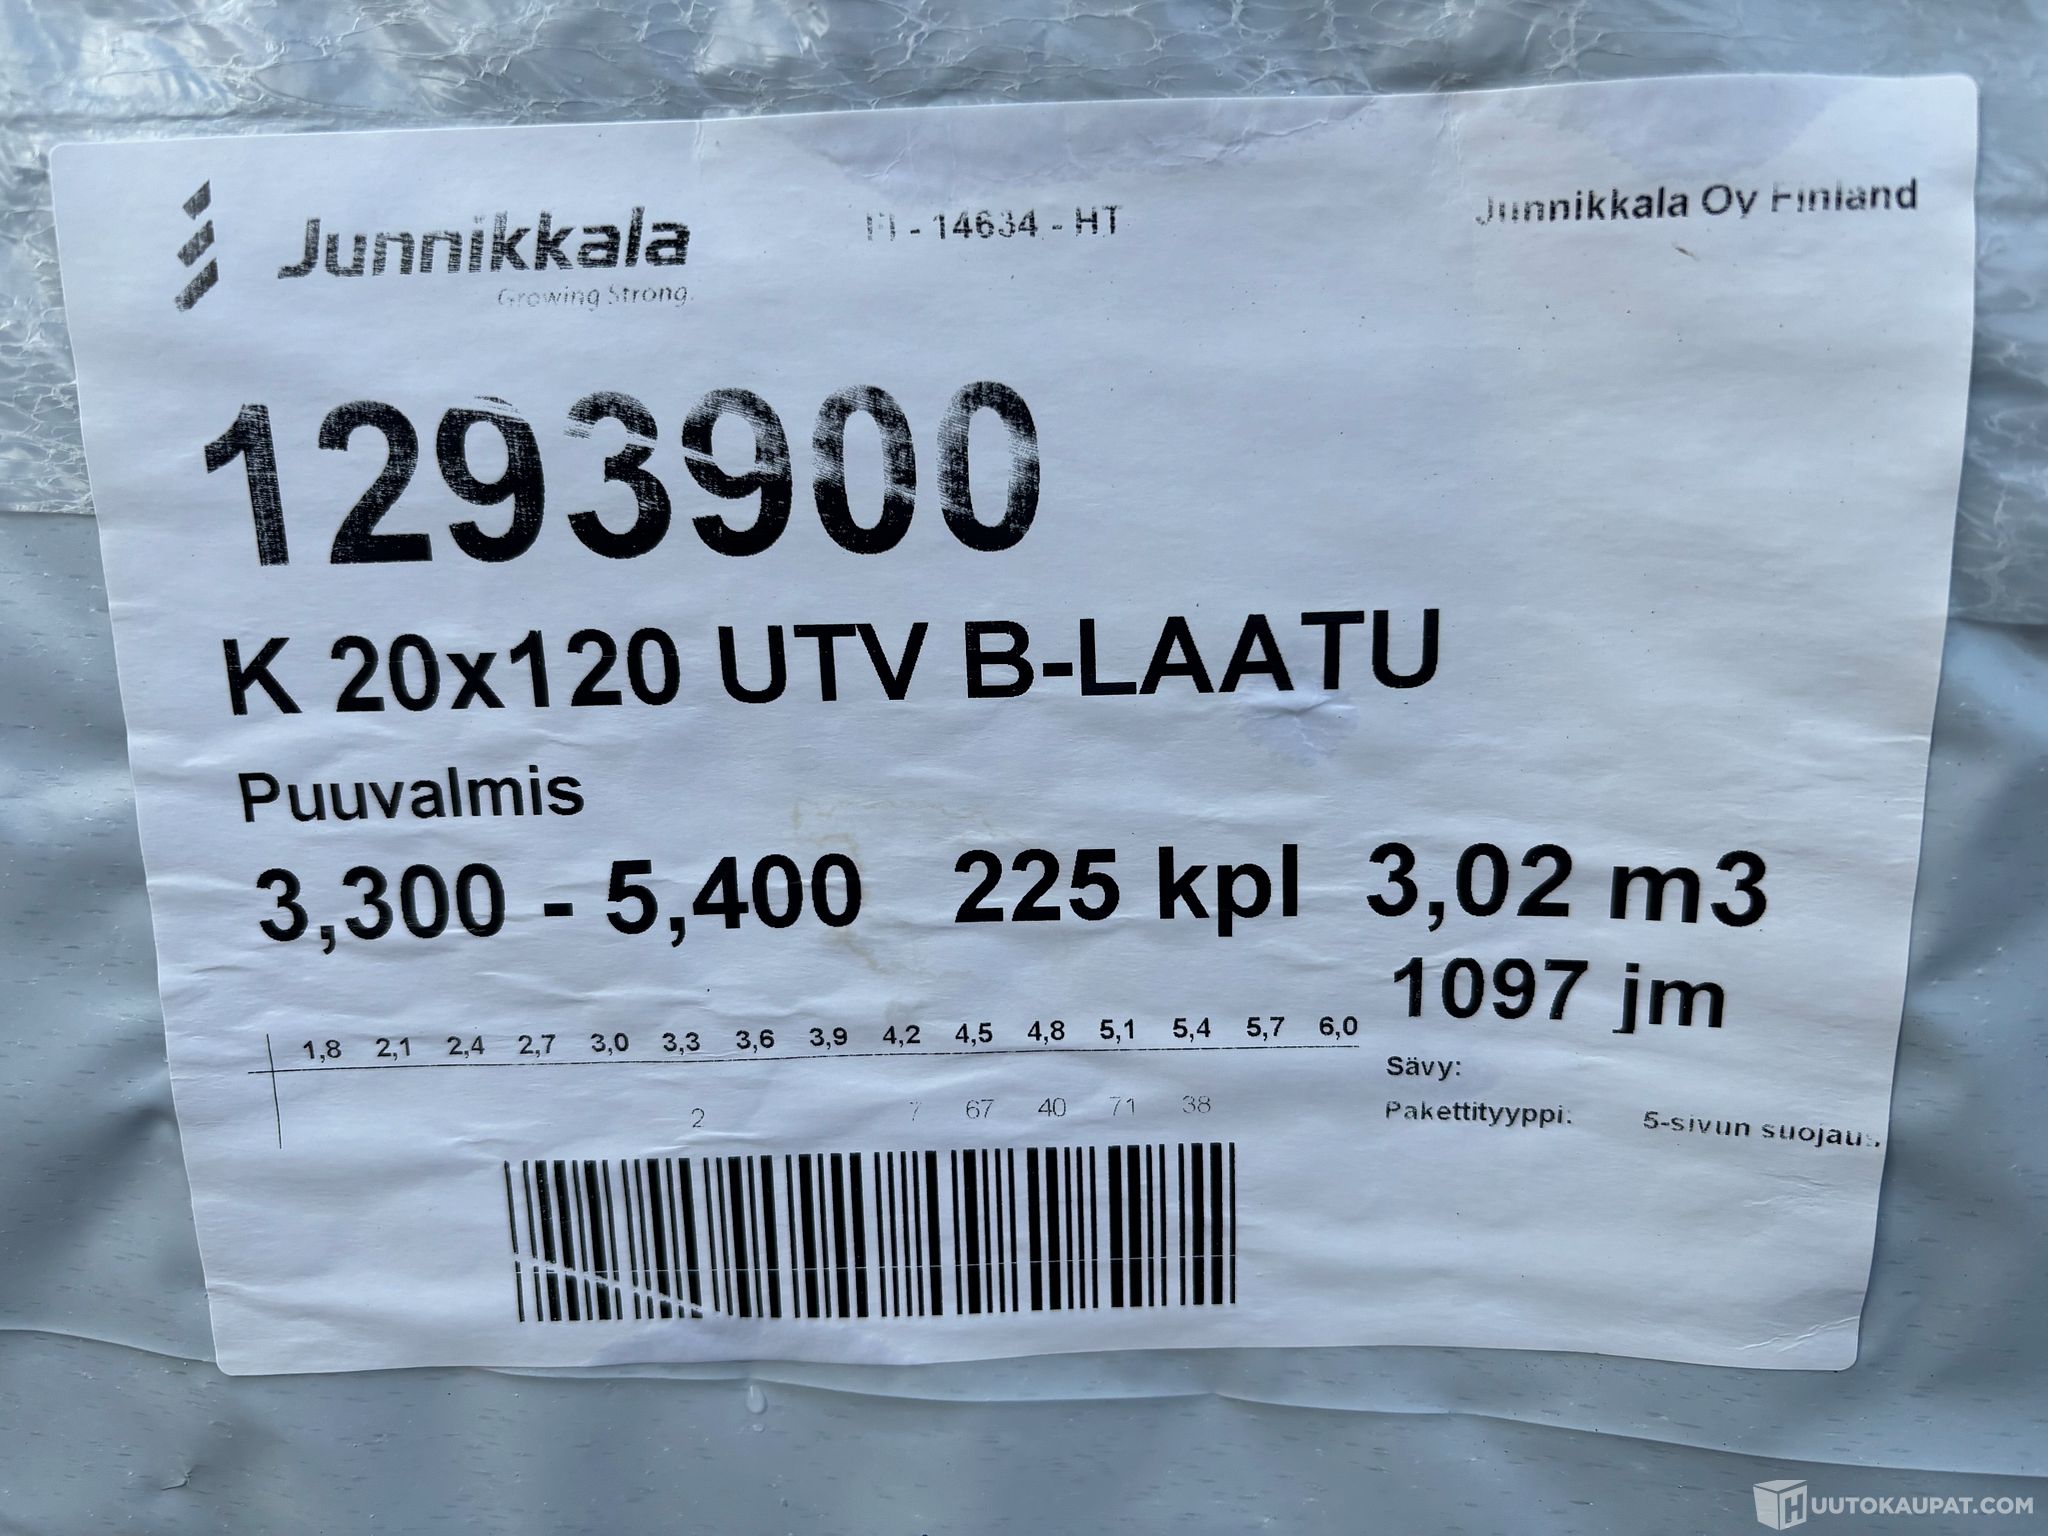 Junnikkala
Growing Strong.
FI - 14634 - HT
Junnikkala Oy Finland
1293900
K 20x120 UTV B-LAATU
Puuvalmis
3,300 - 5,400 225 kpl 3,02 m3
1097 jm
1,8 2,1 2,4 2,7 3,0 3,3 3,6 3,9 4,2 4,5 4,8 5,1 5,4 5,7 6,0
2 7 67 40 71 38
Sävy:
Pakettityyppi: 5-sivun suojaus.
HUUTOKAUPAT.COM